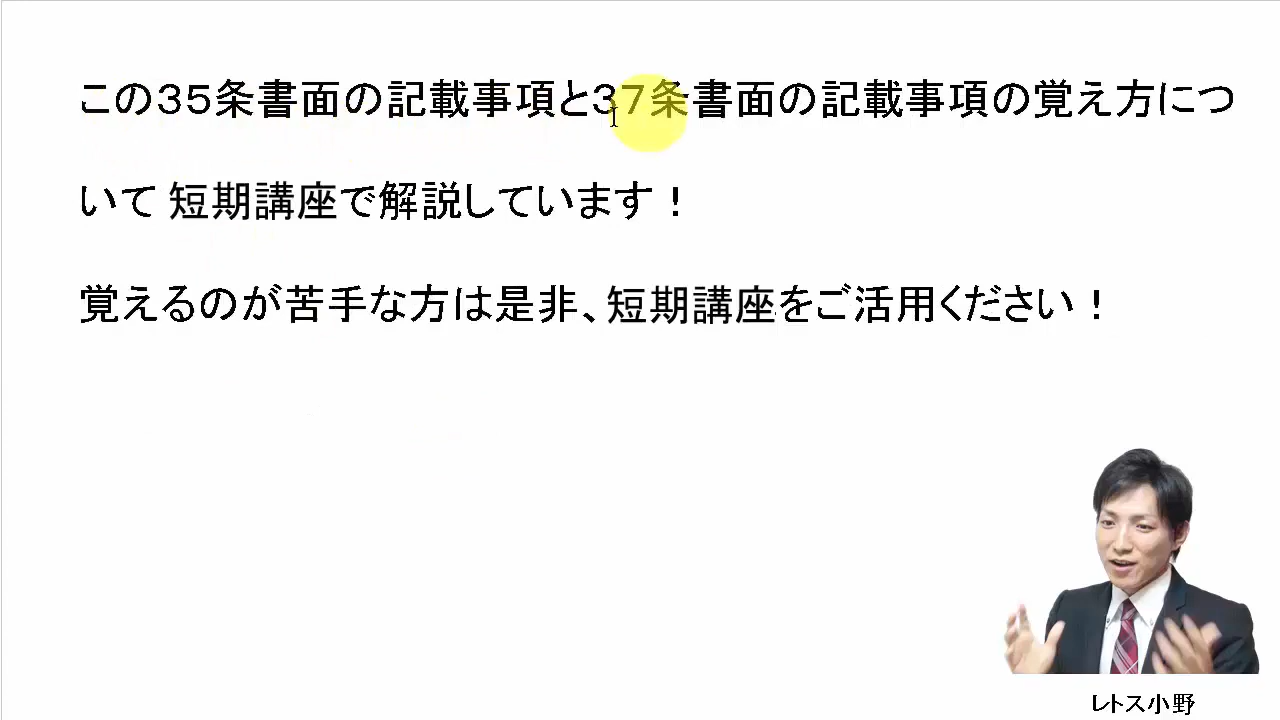 この３５条書面の記載事項と３７条書面の記載事項の覚え方につ
いて 短期講座で解説しています！
覚えるのが苦手な方は是非、短期講座をご活用ください！
レトス小野